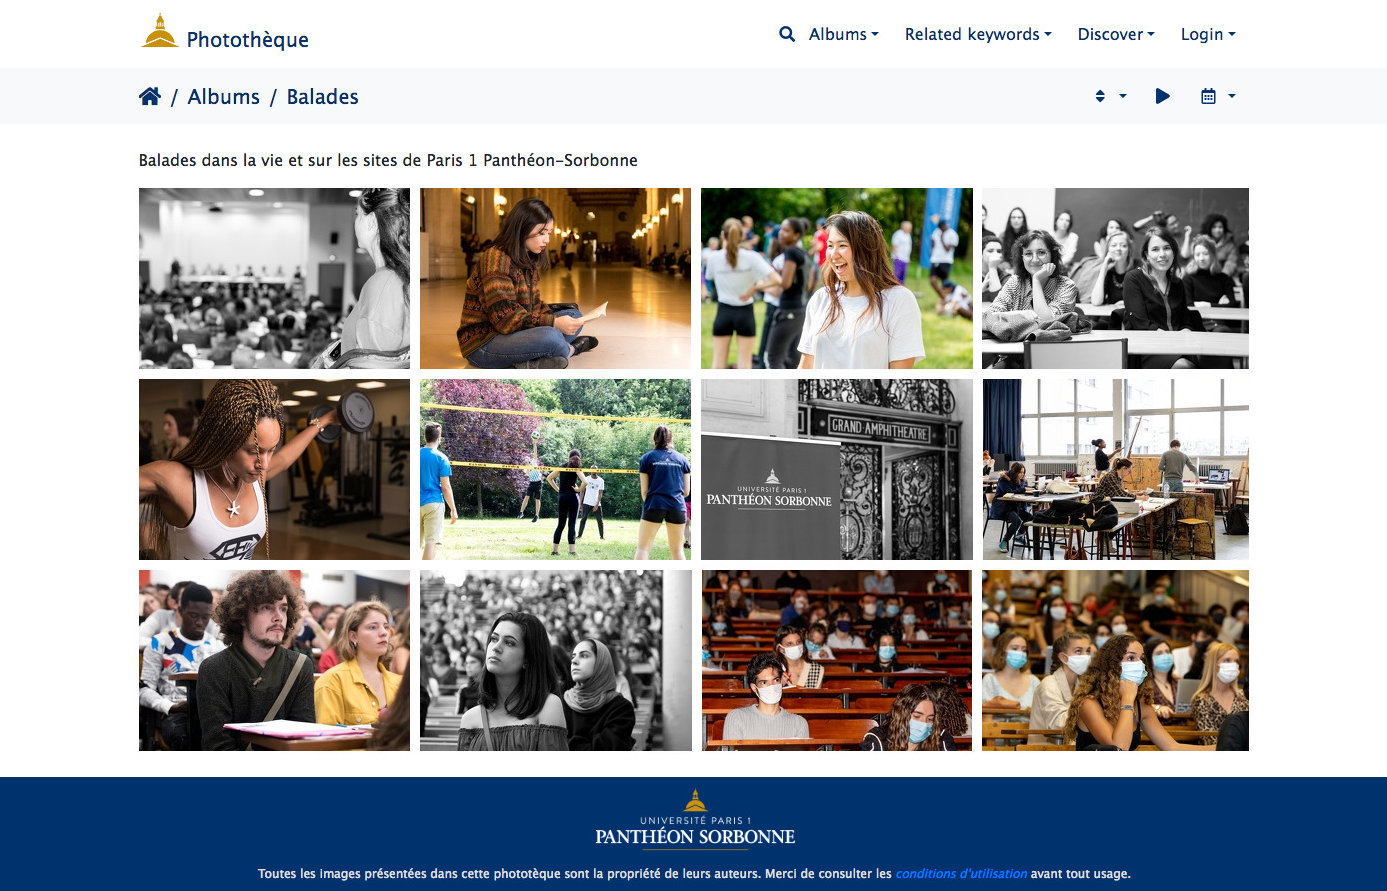 Photothèque
Albums Related keywords Discover Login
/ Albums / Balades
Balades dans la vie et sur les sites de Paris 1 Panthéon-Sorbonne
GRAND·AMPHITHEATRE
UNIVERSITÉ PARIS 1
PANTHÉON SORBONNE
UNIVERSITÉ PARIS 1
PANTHÉON SORBONNE
Toutes les images présentées dans cette photothèque sont la propriété de leurs auteurs. Merci de consulter les conditions d'utilisation avant tout usage.